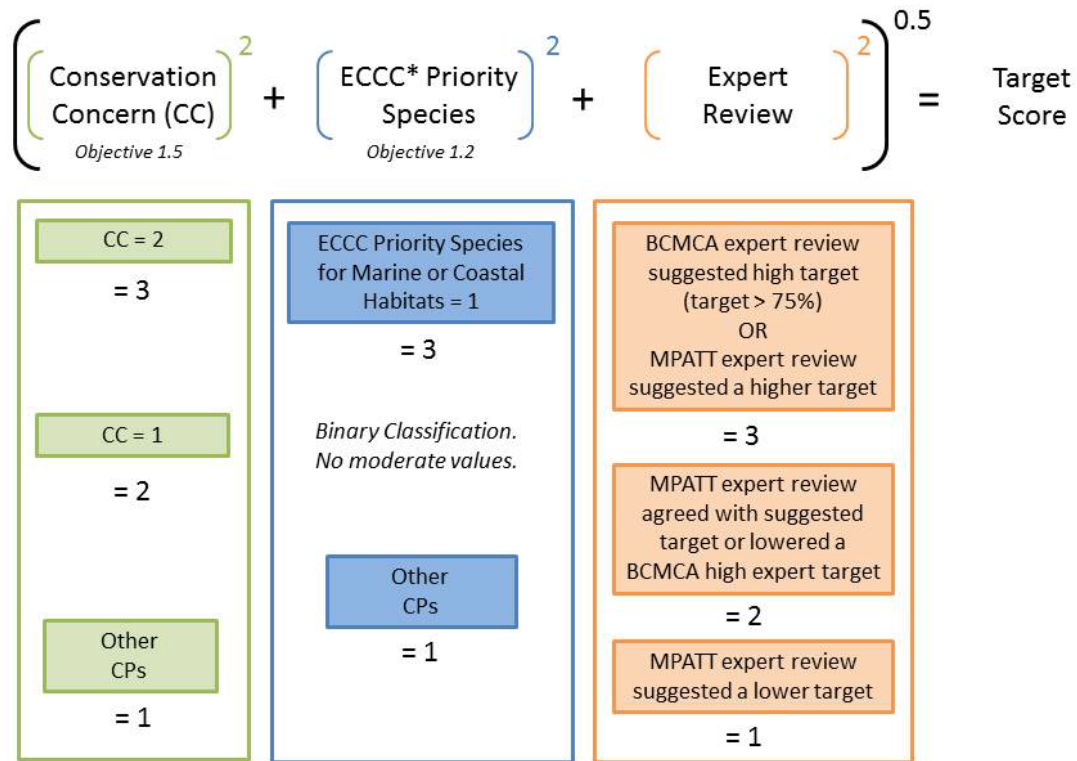 Conservation Concern (CC)
Objective 1.5
2
+
ECCC* Priority Species
Objective 1.2
2
+
Expert Review
2
0.5
=
Target Score
CC = 2
= 3
CC = 1
= 2
Other
CPs
= 1
ECCC Priority Species
for Marine or Coastal
Habitats = 1
= 3
Binary Classification.
No moderate values.
Other
CPs
= 1
BCMCA expert review
suggested high target
(target > 75%)
OR
MPATT expert review
suggested a higher target
= 3
MPATT expert review
agreed with suggested
target or lowered a
BCMCA high expert target
= 2
MPATT expert review
suggested a lower target
= 1